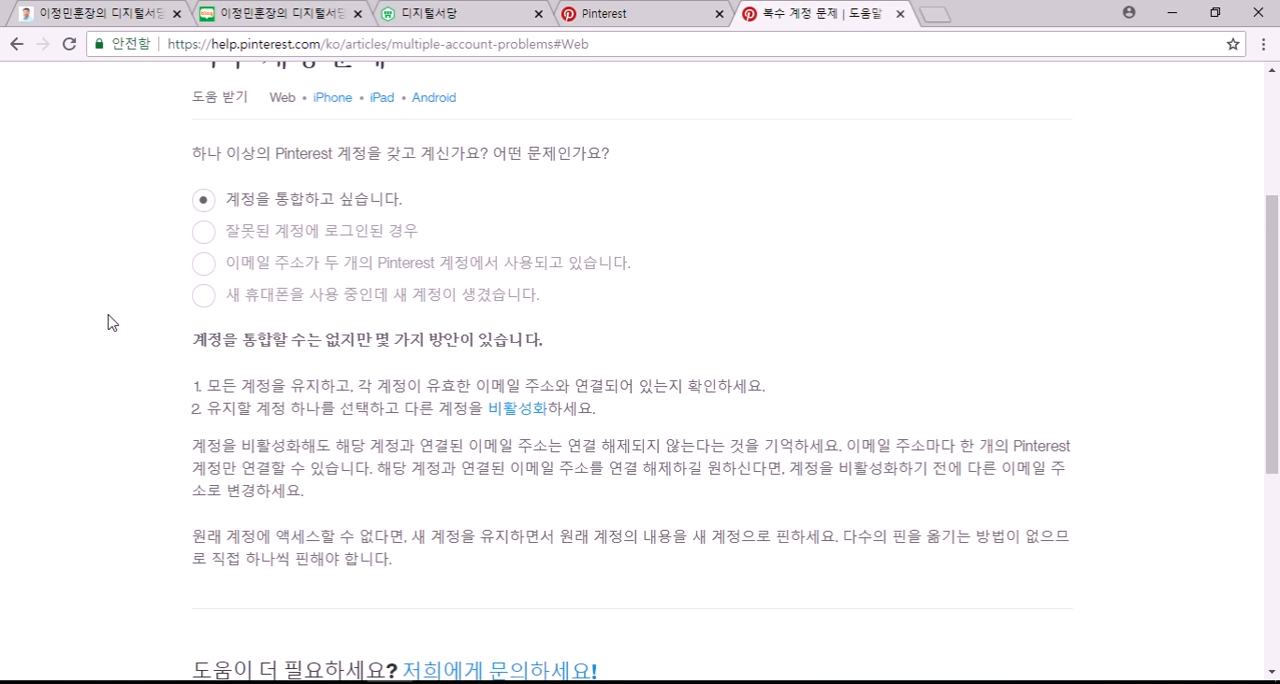 이정민훈장의 디지털서당
이정민훈장의 디지털서당
디지털서당
Pinterest
복수 계정 문제 | 도움말
안전함
https://help.pinterest.com/ko/articles/multiple-account-problems#Web
복수 계정 문제
도움 받기 Web • iPhone • iPad • Android
하나 이상의 Pinterest 계정을 갖고 계신가요? 어떤 문제인가요?
계정을 통합하고 싶습니다.
잘못된 계정에 로그인된 경우
이메일 주소가 두 개의 Pinterest 계정에서 사용되고 있습니다.
새 휴대폰을 사용 중인데 새 계정이 생겼습니다.
계정을 통합할 수는 없지만 몇 가지 방안이 있습니다.
1. 모든 계정을 유지하고, 각 계정이 유효한 이메일 주소와 연결되어 있는지 확인하세요.
2. 유지할 계정 하나를 선택하고 다른 계정을 비활성화하세요.
계정을 비활성화해도 해당 계정과 연결된 이메일 주소는 연결 해제되지 않는다는 것을 기억하세요. 이메일 주소마다 한 개의 Pinterest
계정만 연결할 수 있습니다. 해당 계정과 연결된 이메일 주소를 연결 해제하길 원하신다면, 계정을 비활성화하기 전에 다른 이메일 주
소로 변경하세요.
원래 계정에 액세스할 수 없다면, 새 계정을 유지하면서 원래 계정의 내용을 새 계정으로 핀하세요. 다수의 핀을 옮기는 방법이 없으므
로 직접 하나씩 핀해야 합니다.
도움이 더 필요하세요? 저희에게 문의하세요!